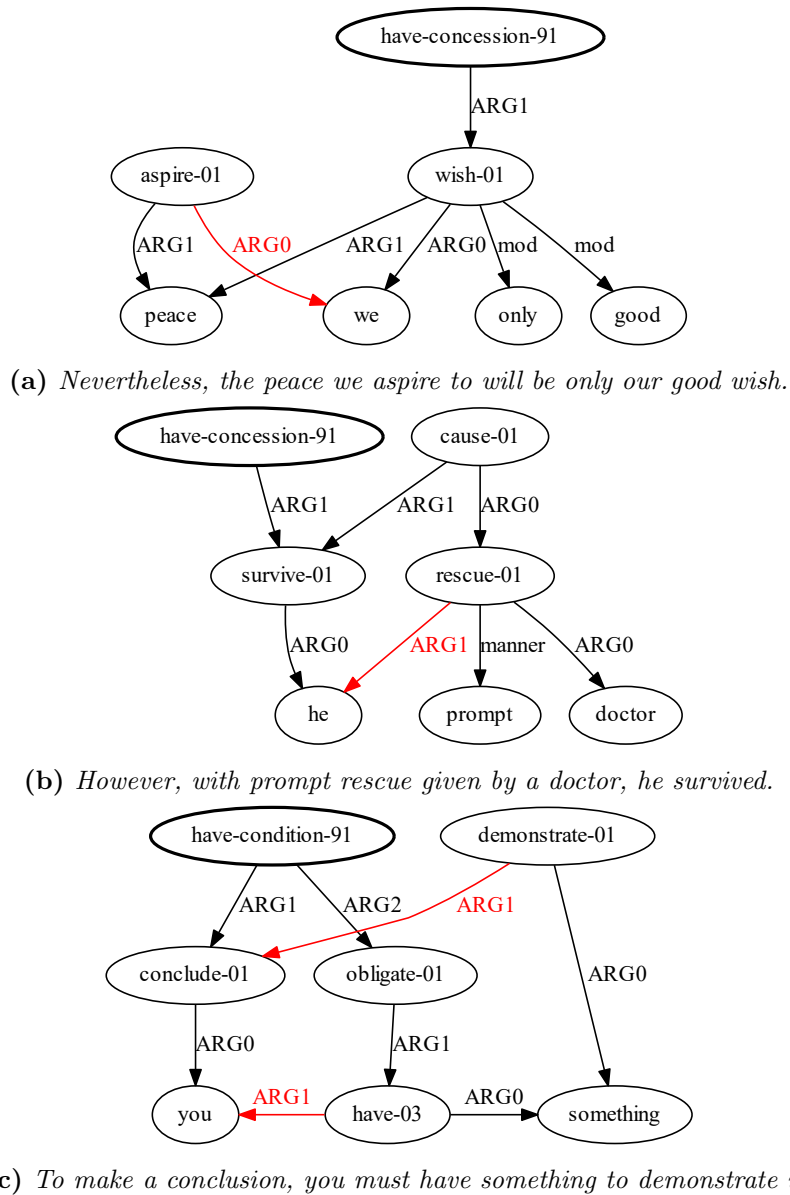 have-concession-91
ARG1
aspire-01 wish-01
ARG1 ARG0 ARG1 ARG0 mod mod
peace we only good
(a) Nevertheless, the peace we aspire to will be only our good wish.
have-concession-91 cause-01
ARG1 ARG1 ARG0
survive-01 rescue-01
ARG0 ARG1 manner ARG0
he prompt doctor
(b) However, with prompt rescue given by a doctor, he survived.
have-condition-91 demonstrate-01
ARG1 ARG2 ARG1
conclude-01 obligate-01 ARG0
ARG0 ARG1
you ARG1 have-03 ARG0 something
c) To make a conclusion, you must have something to demonstrate